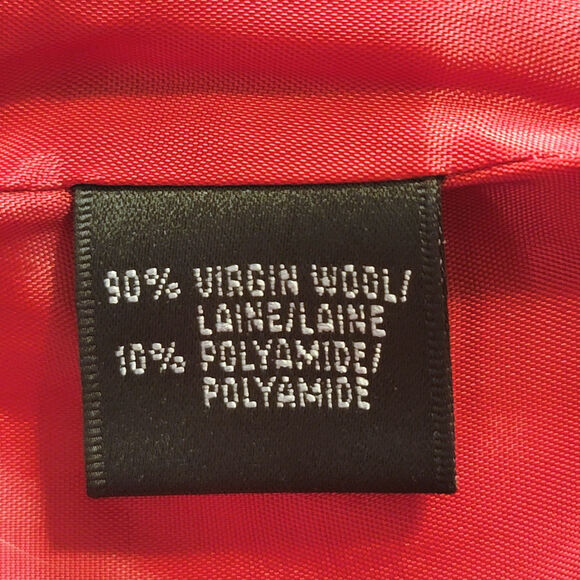 90% VIRGIN WOOL/
LAINE/LAINE
10% POLYAMIDE/
POLYAMIDE